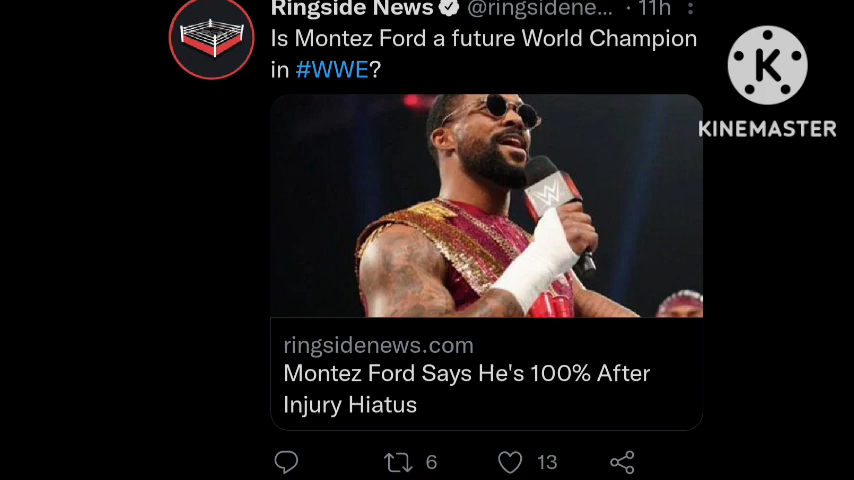 Ringside News @ringsidene... · 11h
Is Montez Ford a future World Champion
in #WWE?
K
KINEMASTER
W
ringsidenews.com
Montez Ford Says He's 100% After
Injury Hiatus
6 13